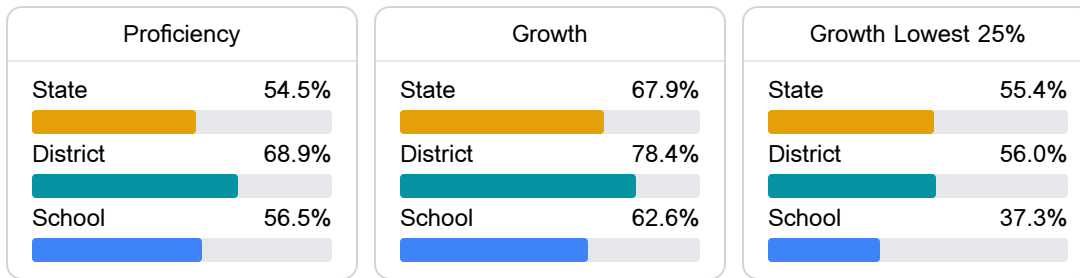 Proficiency
State 54.5%
District 68.9%
School 56.5%
Growth
State 67.9%
District 78.4%
School 62.6%
Growth Lowest 25%
State 55.4%
District 56.0%
School 37.3%